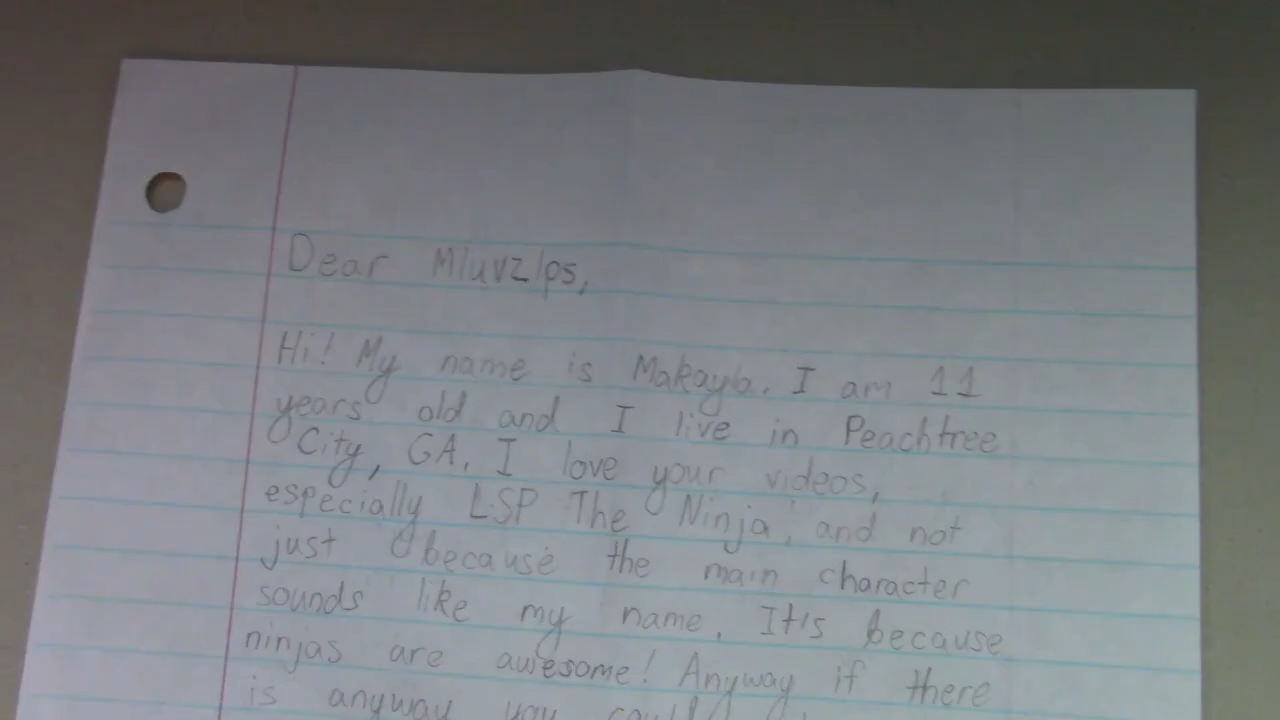 Dear Mluvzlps,
Hi! My name is Makayla. I am 11
years old and I live in Peachtree
City, GA. I love your videos,
especially LSP The Ninja, and not
just because the main character
sounds like my name. It's because
ninjas are awesome! Anyway if there
is anyway you could